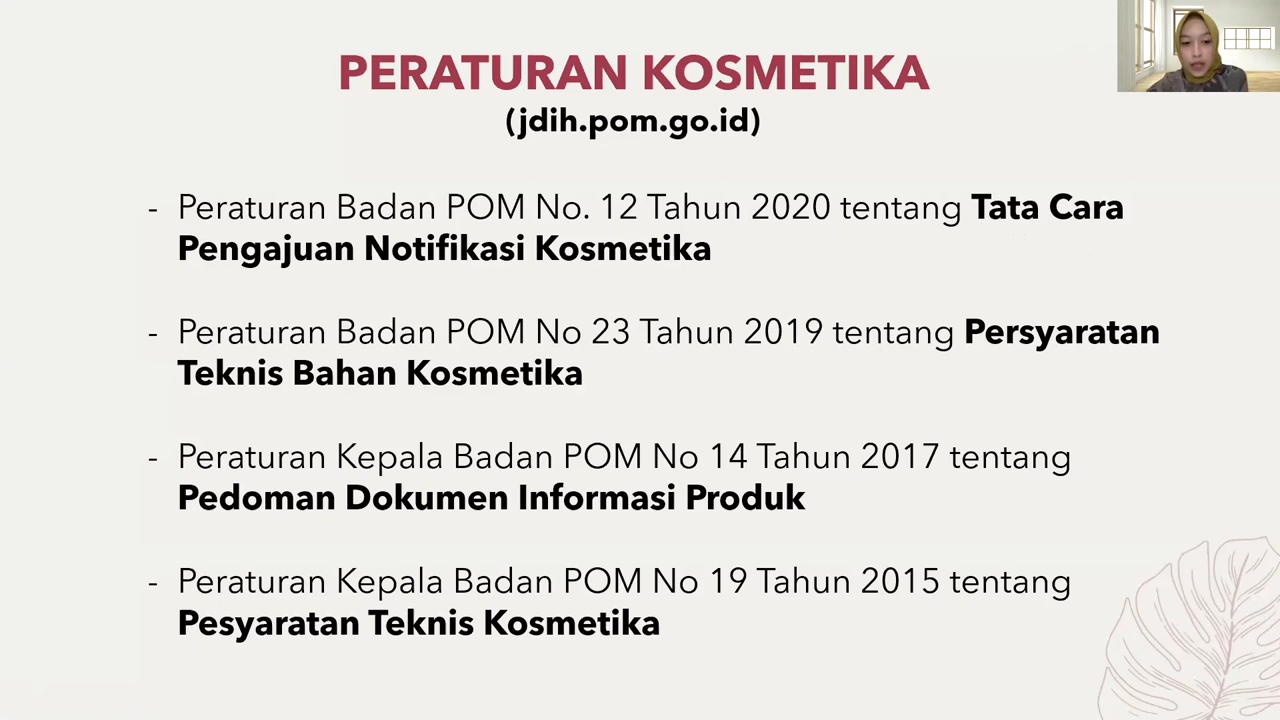 PERATURAN KOSMETIKA
(jdih.pom.go.id)
- Peraturan Badan POM No. 12 Tahun 2020 tentang Tata Cara
Pengajuan Notifikasi Kosmetika
- Peraturan Badan POM No 23 Tahun 2019 tentang Persyaratan
Teknis Bahan Kosmetika
- Peraturan Kepala Badan POM No 14 Tahun 2017 tentang
Pedoman Dokumen Informasi Produk
- Peraturan Kepala Badan POM No 19 Tahun 2015 tentang
Pesyaratan Teknis Kosmetika